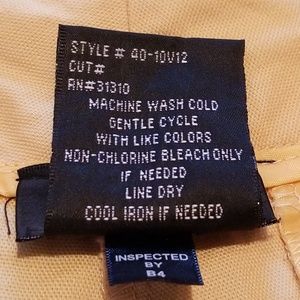 STYLE # 40-10V12
CUT#
RN#31310
MACHINE WASH COLD
GENTLE CYCLE
WITH LIKE COLORS
NON-CHLORINE BLEACH ONLY
IF NEEDED
LINE DRY
COOL IRON IF NEEDED
INSPECTED
BY
B4